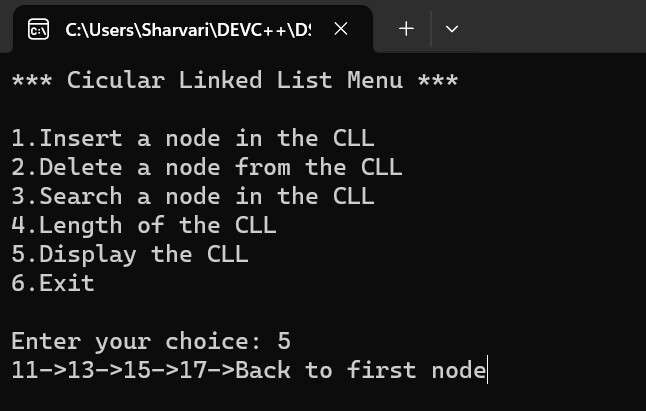 C:\Users\Sharvari\DEVC++\DS
*** Cicular Linked List Menu ***
1.Insert a node in the CLL
2.Delete a node from the CLL
3.Search a node in the CLL
4.Length of the CLL
5.Display the CLL
6.Exit
Enter your choice: 5
11->13->15->17->Back to first node